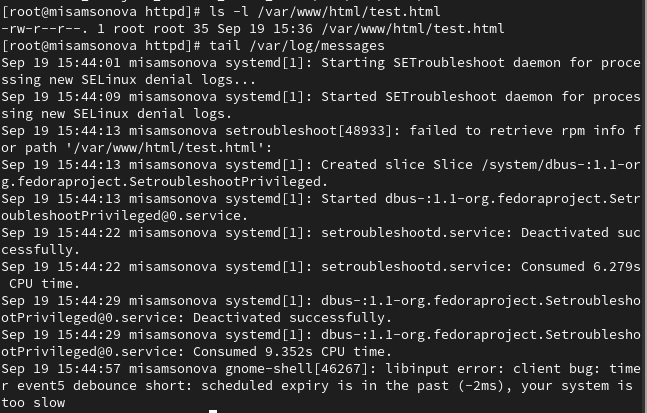 [root@misamsonova httpd]# ls -l /var/www/html/test.html
-rw-r--r--. 1 root root 35 Sep 19 15:36 /var/www/html/test.html
[root@misamsonova httpd]# tail /var/log/messages
Sep 19 15:44:01 misamsonova systemd[1]: Starting SETroubleshoot daemon for proce
ssing new SELinux denial logs...
Sep 19 15:44:09 misamsonova systemd[1]: Started SETroubleshoot daemon for proces
sing new SELinux denial logs.
Sep 19 15:44:13 misamsonova setroubleshoot[48933]: failed to retrieve rpm info f
or path '/var/www/html/test.html':
Sep 19 15:44:13 misamsonova systemd[1]: Created slice Slice /system/dbus-:1.1-or
g.fedoraproject.SetroubleshootPrivileged.
Sep 19 15:44:13 misamsonova systemd[1]: Started dbus-:1.1-org.fedoraproject.Setr
oubleshootPrivileged@0.service.
Sep 19 15:44:22 misamsonova systemd[1]: setroubleshootd.service: Deactivated suc
cessfully.
Sep 19 15:44:22 misamsonova systemd[1]: setroubleshootd.service: Consumed 6.279s
 CPU time.
Sep 19 15:44:29 misamsonova systemd[1]: dbus-:1.1-org.fedoraproject.Setroublesho
otPrivileged@0.service: Deactivated successfully.
Sep 19 15:44:29 misamsonova systemd[1]: dbus-:1.1-org.fedoraproject.Setroublesho
otPrivileged@0.service: Consumed 9.352s CPU time.
Sep 19 15:44:57 misamsonova gnome-shell[46267]: libinput error: client bug: time
r event5 debounce short: scheduled expiry is in the past (-2ms), your system is
too slow